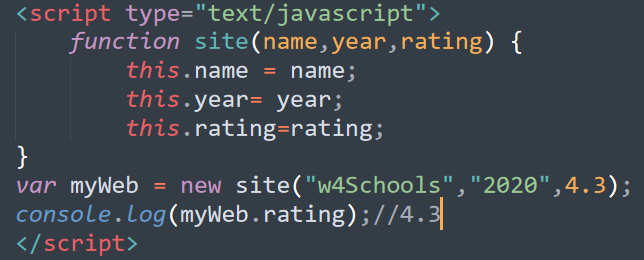 <script type="text/javascript">
function site(name,year,rating) {
this.name = name;
this.year= year;
this.rating=rating;
}
var myWeb = new site("w4Schools","2020",4.3);
console.log(myWeb.rating);//4.3
</script>